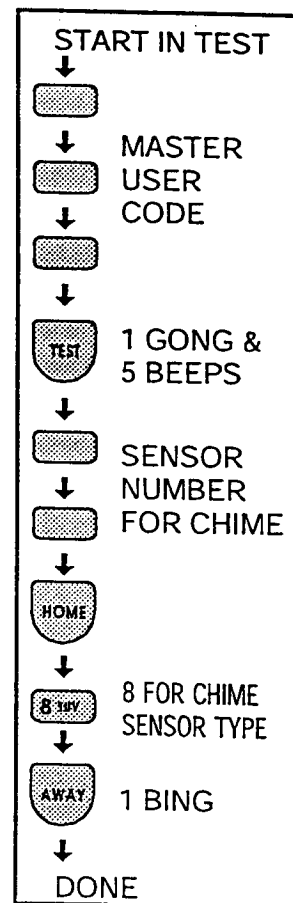 START IN TEST
MASTER
USER
CODE
TEST
1 GONG &
5 BEEPS
SENSOR
NUMBER
FOR CHIME
HOME
8 TUV
8 FOR CHIME
SENSOR TYPE
AWAY
1 BING
DONE